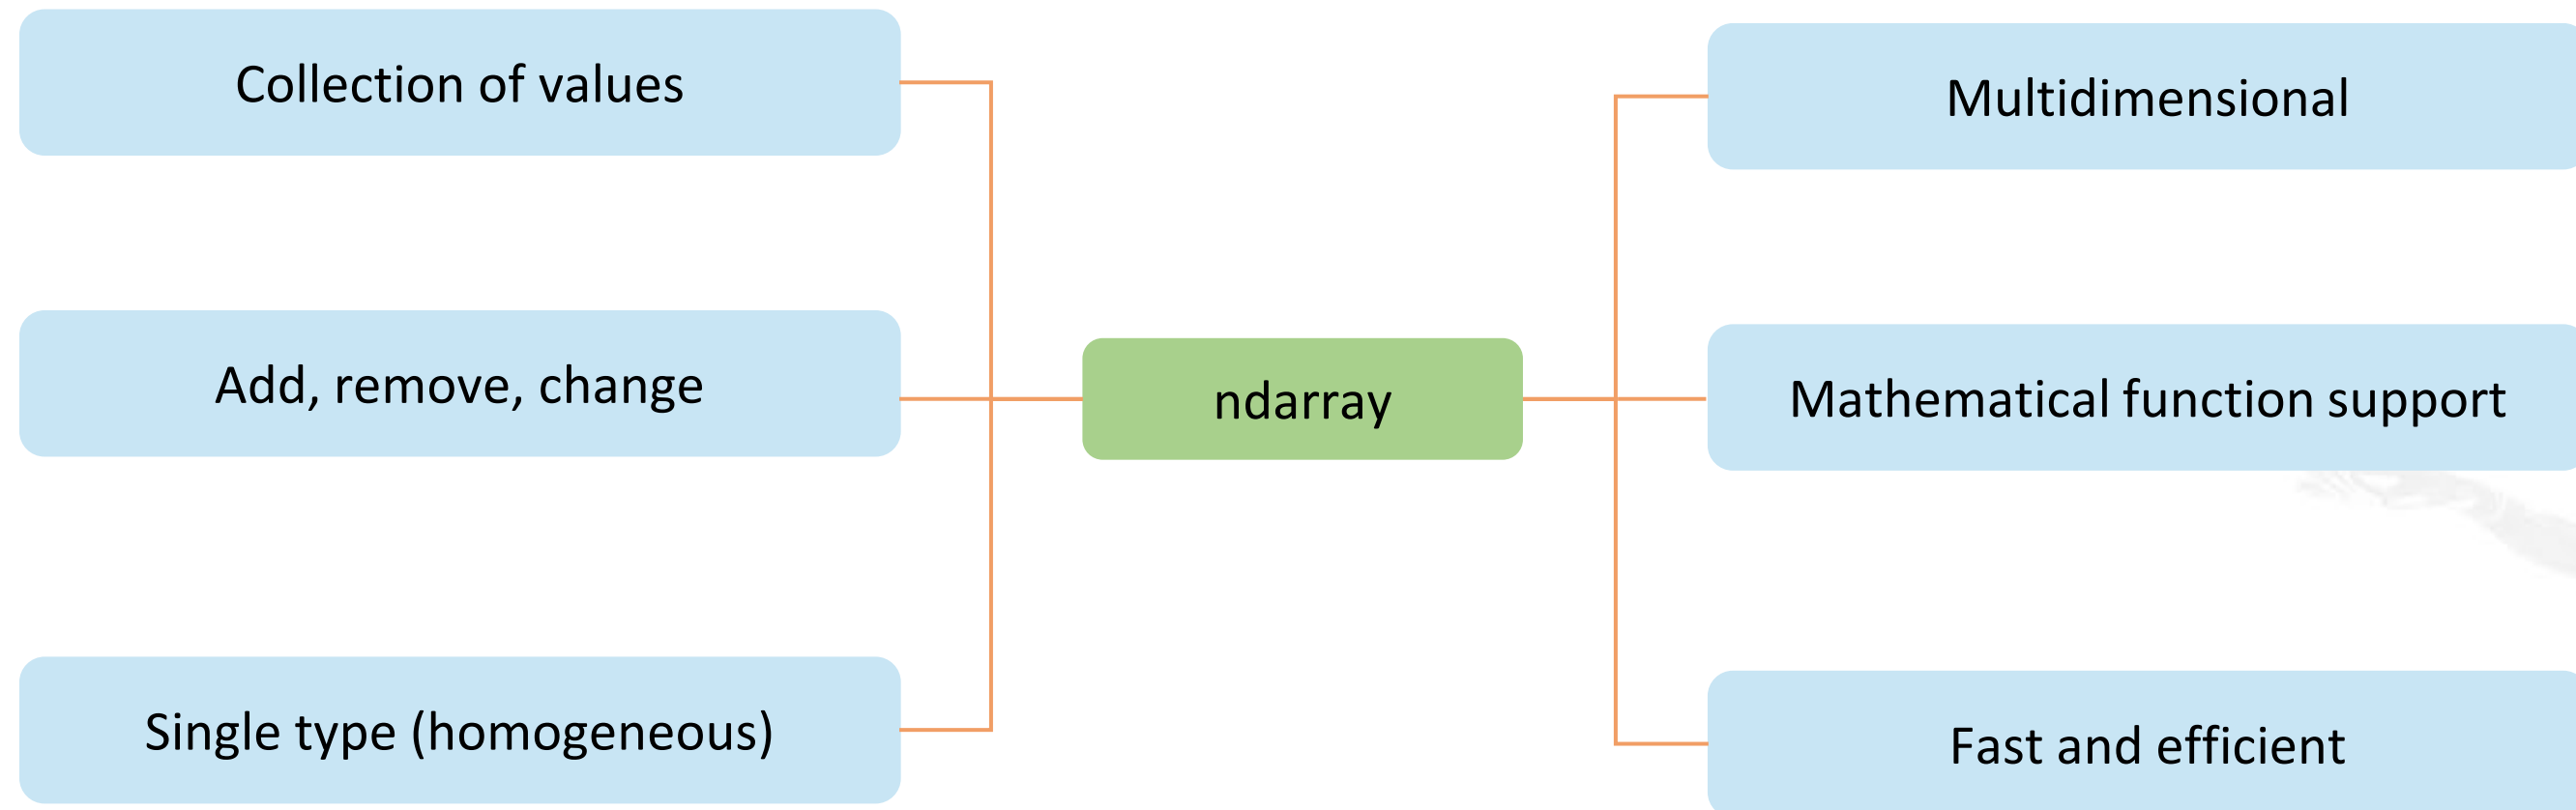 Collection of values
Add, remove, change
Single type (homogeneous)
ndarray
Multidimensional
Mathematical function support
Fast and efficient